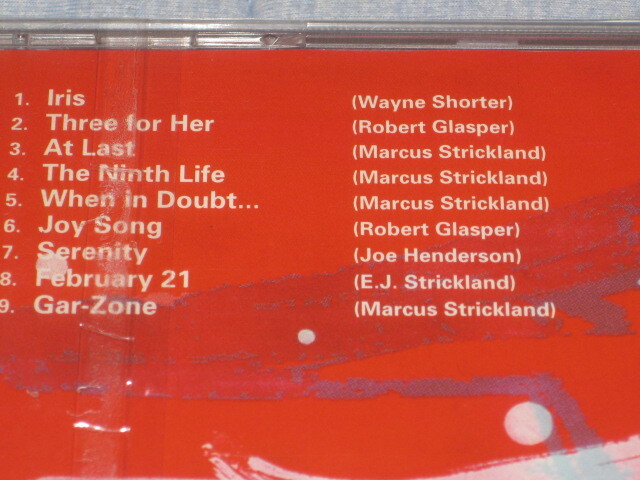 1. Iris (Wayne Shorter)
2. Three for Her (Robert Glasper)
3. At Last (Marcus Strickland)
4. The Ninth Life (Marcus Strickland)
5. When in Doubt... (Marcus Strickland)
6. Joy Song (Robert Glasper)
7. Serenity (Joe Henderson)
8. February 21 (E.J. Strickland)
9. Gar-Zone (Marcus Strickland)